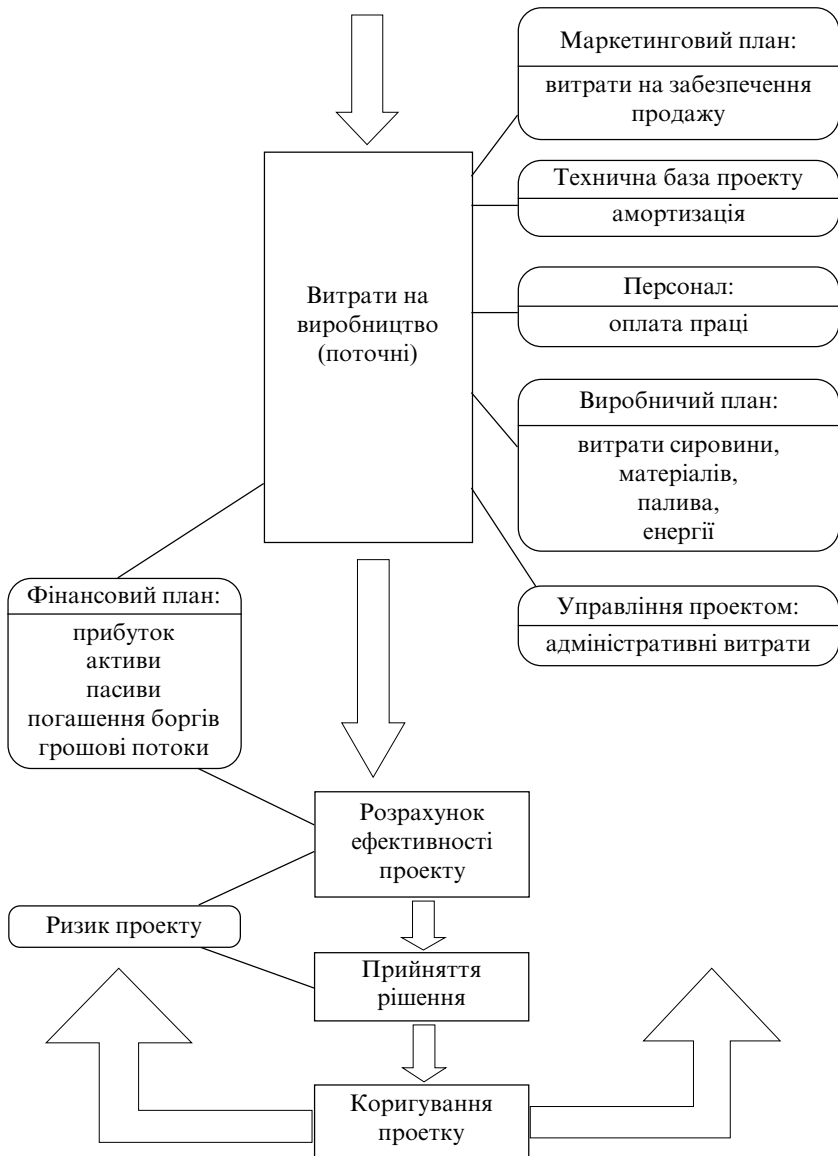 Маркетинговий план:
витрати на забезпечення
продажу
Технична база проекту
амортизація
Персонал:
оплата праці
Витрати на
виробництво
(поточні)
Виробничий план:
витрати сировини,
матеріалів,
палива,
енергії
Управління проектом:
адміністративні витрати
Фінансовий план:
прибуток
активи
пасиви
погашення боргів
грошові потоки
Розрахунок
ефективності
проекту
Ризик проекту
Прийняття
рішення
Коригування
проетку